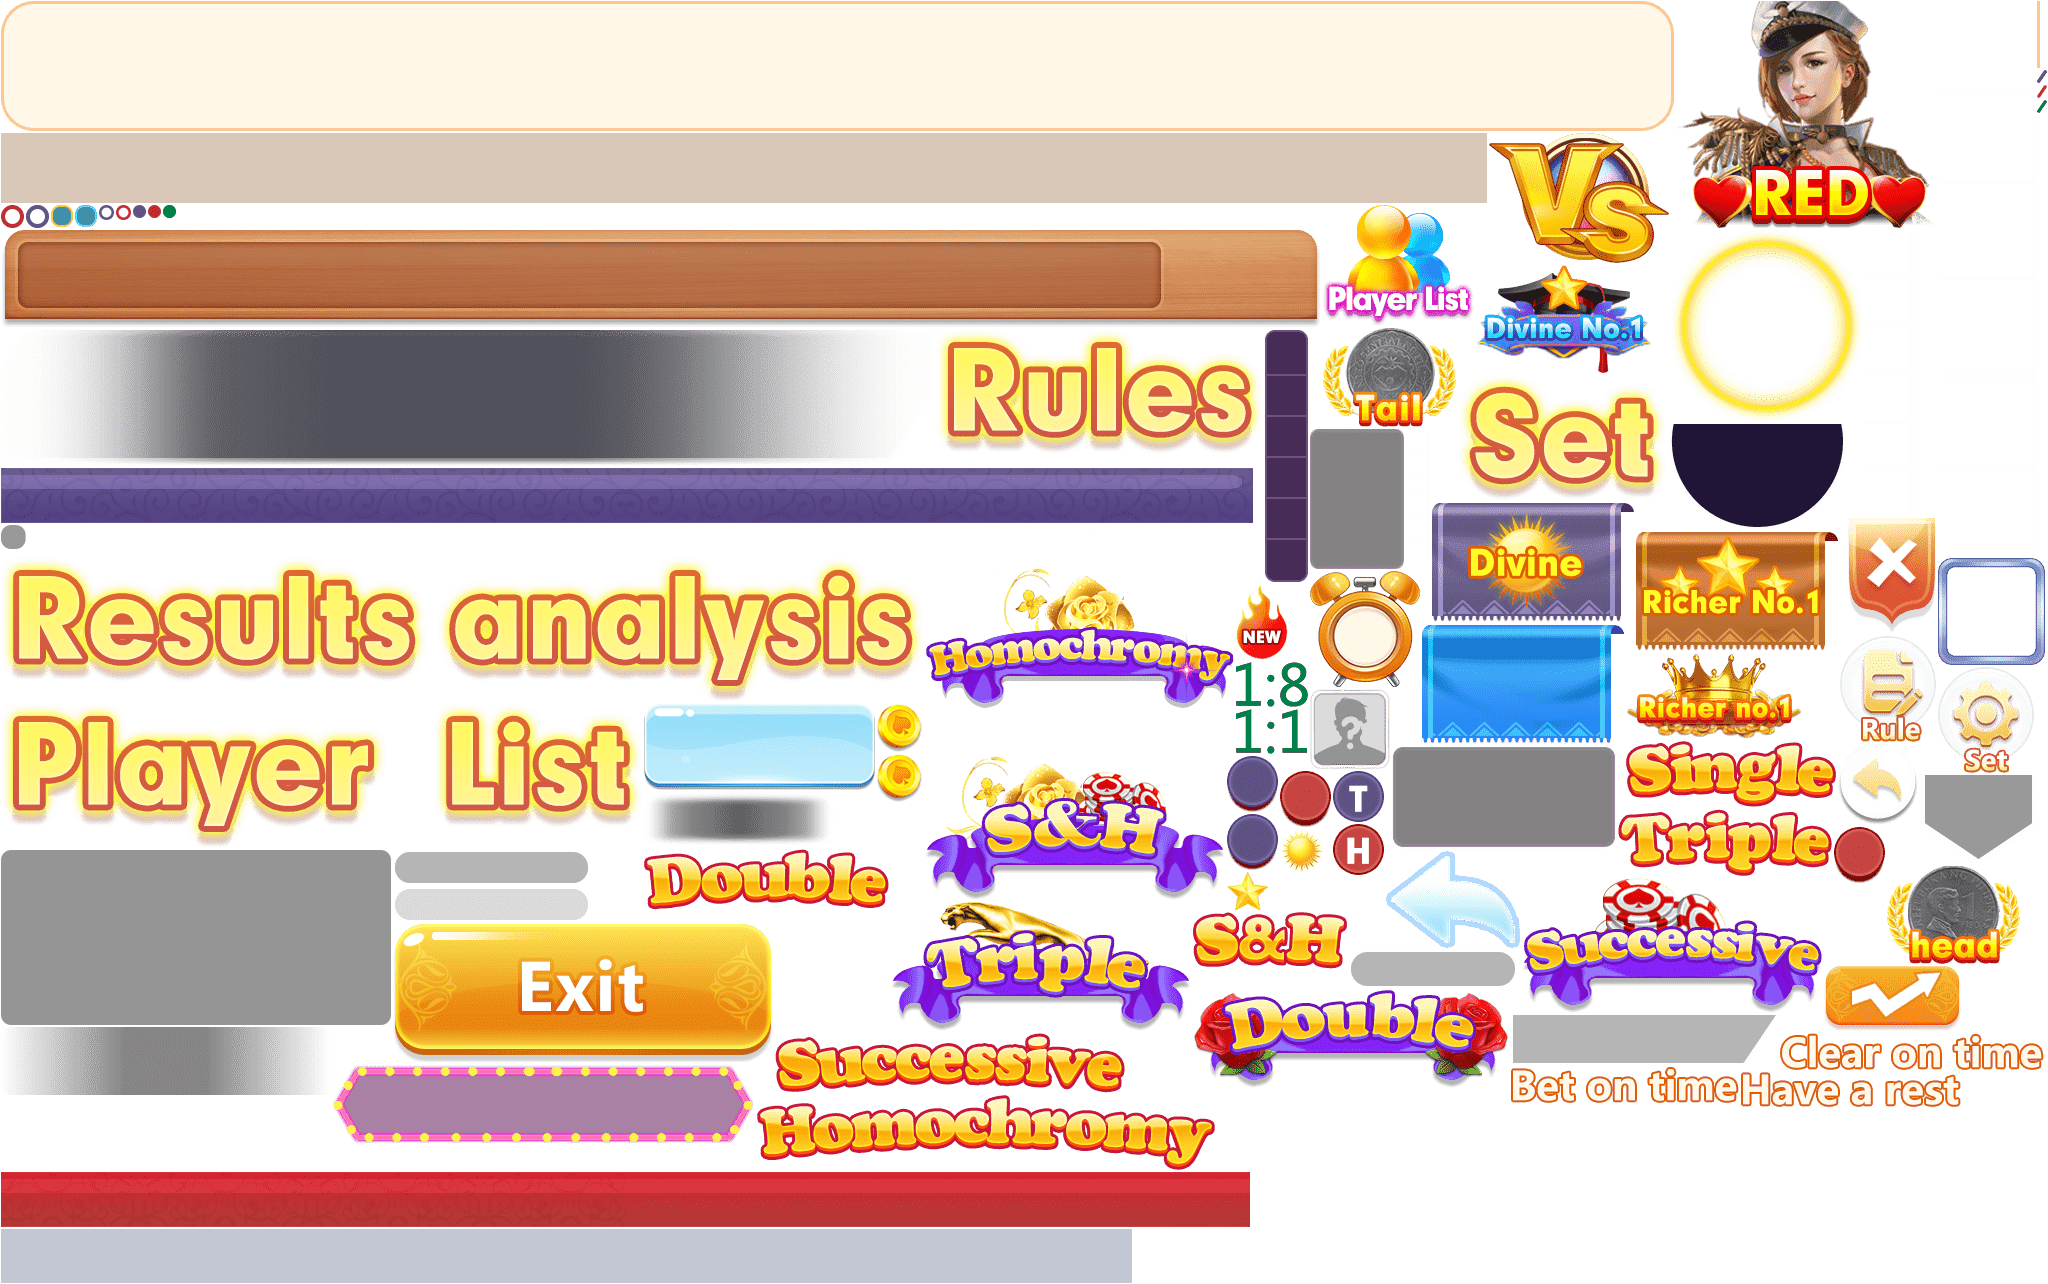 RED
Vs
Player List
Divine No.1
Rules
Tail
Set
Divine
Richer No.1
Results analysis
Homochromy
NEW
1:8
1:1
Rule
Richer no.1
Set
Player List
Single
S&H
T
Triple
H
Double
S&H
Triple
Successive
head
Exit
Double
Successive
Clear on time
Bet on time
Have a rest
Homochromy